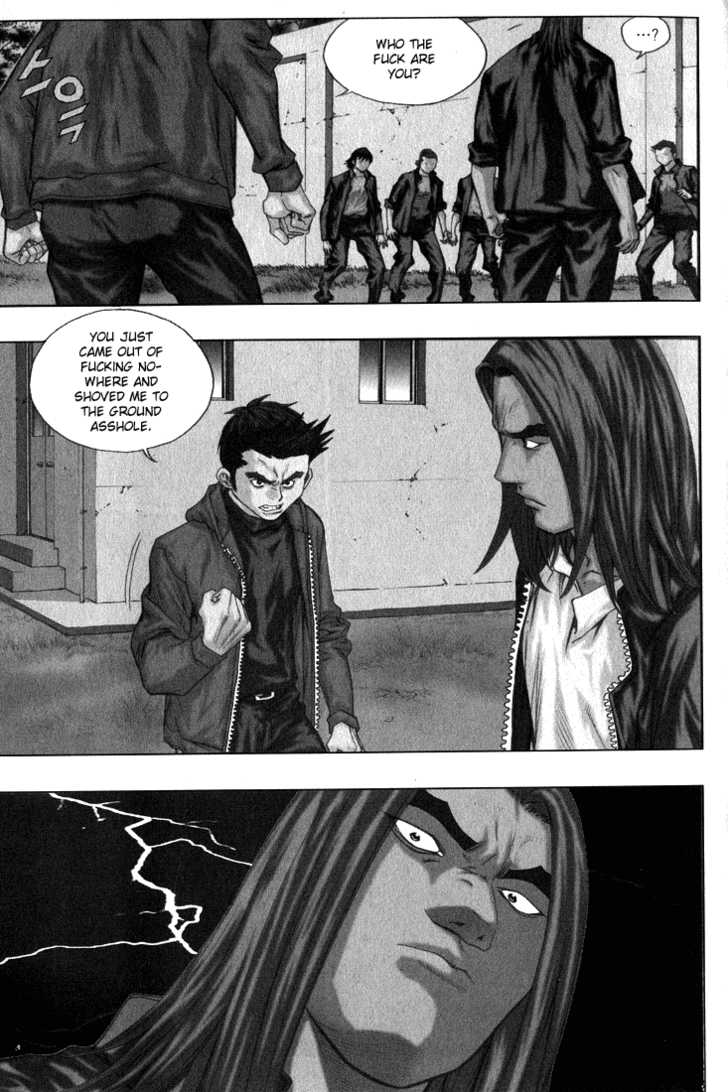 WHO THE
FUCK ARE
YOU?
...?
YOU JUST
CAME OUT OF
FUCKING NO-
WHERE AND
SHOVED ME TO
THE GROUND
ASSHOLE.